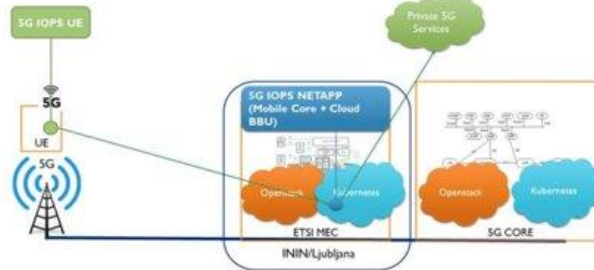 5G IOPS UE
Private 5G
Services
5G
UE
5G
5G IOPS NETAPP
(Mobile Core + Cloud
BBU)
Openstack
Kubernetes
ETSI MEC
ININ/Ljubljana
Openstack
Kubernetes
5G CORE